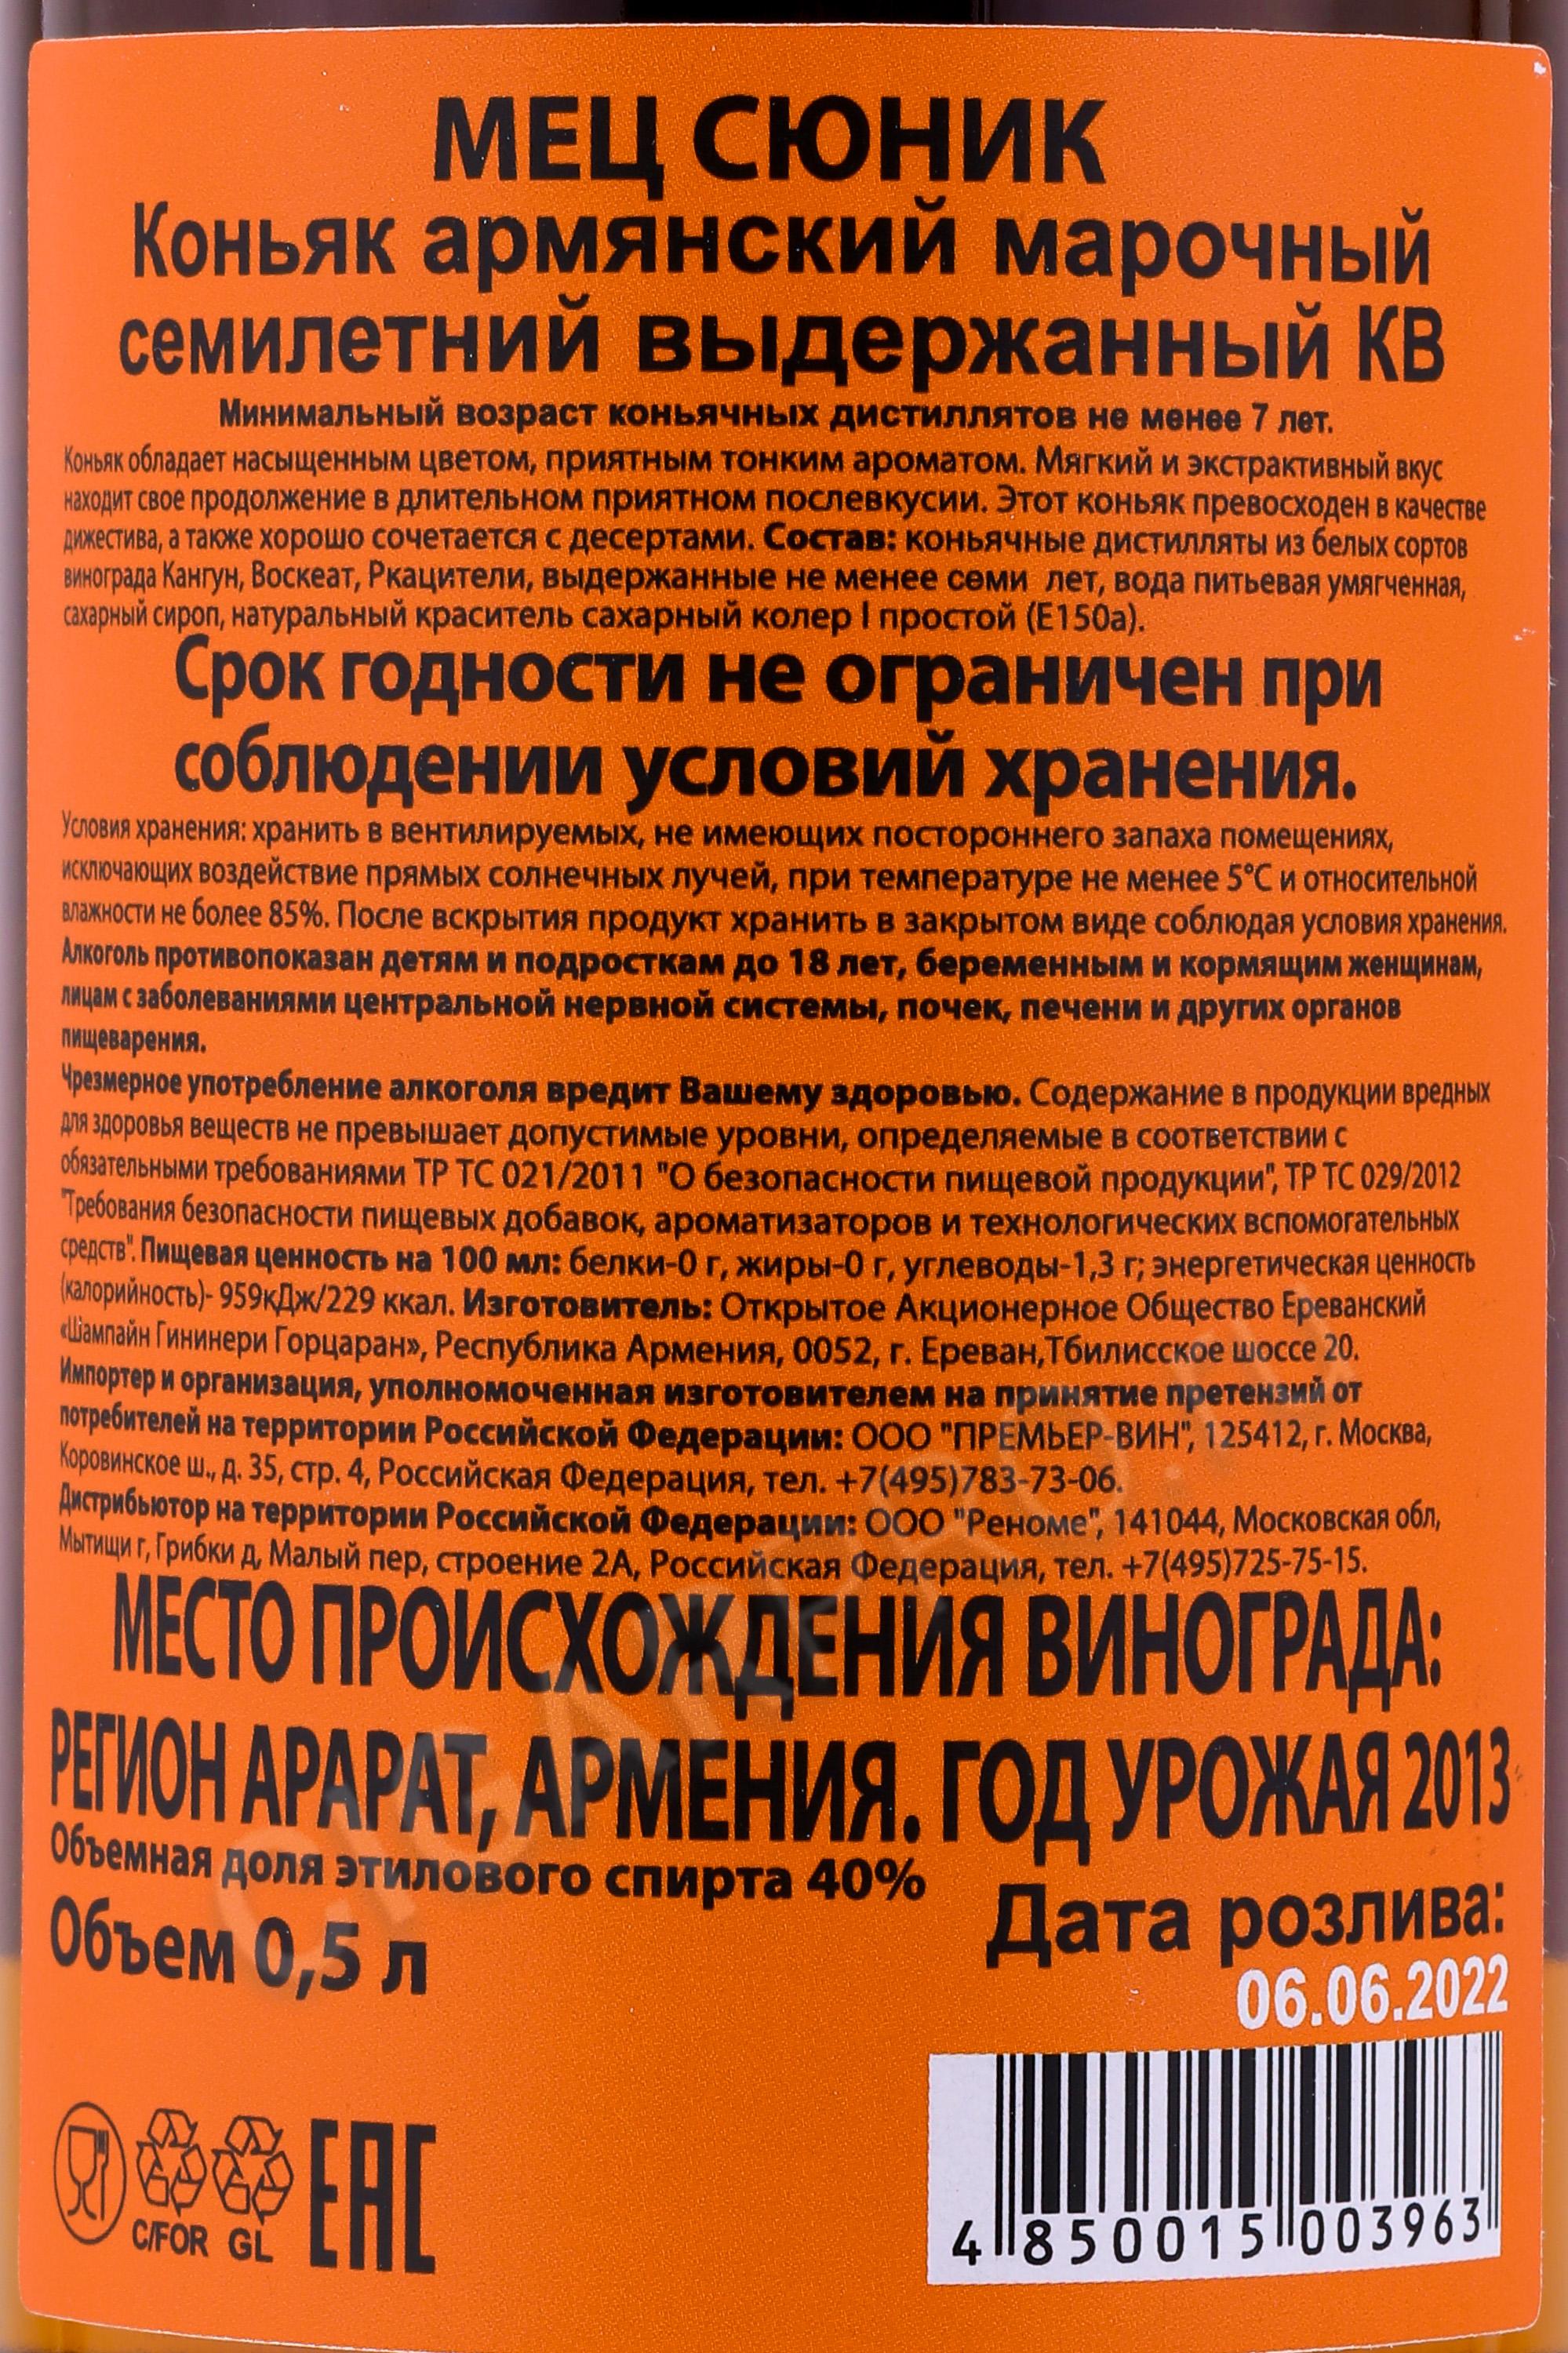 МЕЦ СЮНИК
Коньяк армянский марочный
семилетний выдержанный КВ
Минимальный возраст коньячных дистиллятов не менее 7 лет.
Коньяк обладает насыщенным цветом, приятным тонким ароматом. Мягкий и экстрактивный вкус
находит свое продолжение в длительном приятном послевкусии. Этот коньяк превосходен в качестве
дижестива, а также хорошо сочетается с десертами. Состав: коньячные дистилляты из белых сортов
винограда Кангун, Воскеат, Ркацители, выдержанные не менее семи лет, вода питьевая умягченная,
сахарный сироп, натуральный краситель сахарный колер I простой (Е150а).
Срок годности не ограничен при
соблюдении условий хранения.
Условия хранения: хранить в вентилируемых, не имеющих постороннего запаха помещениях,
исключающих воздействие прямых солнечных лучей, при температуре не менее 5°С и относительной
влажности не более 85%. После вскрытия продукт хранить в закрытом виде соблюдая условия хранения.
Алкоголь противопоказан детям и подросткам до 18 лет, беременным и кормящим женщинам,
лицам с заболеваниями центральной нервной системы, почек, печени и других органов
пищеварения.
Чрезмерное употребление алкоголя вредит Вашему здоровью. Содержание в продукции вредных
для здоровья веществ не превышает допустимые уровни, определяемые в соответствии с
обязательными требованиями ТР ТС 021/2011 "О безопасности пищевой продукции", ТР ТС 029/2012
"Требования безопасности пищевых добавок, ароматизаторов и технологических вспомогательных
средств". Пищевая ценность на 100 мл: белки-0 г, жиры-0 г, углеводы-1,3 г; энергетическая ценность
(калорийность)- 959кДж/229 ккал. Изготовитель: Открытое Акционерное Общество Ереванский
«Шампайн Гининери Горцаран», Республика Армения, 0052, г. Ереван,Тбилисское шоссе 20.
Импортер и организация, уполномоченная изготовителем на принятие претензий от
потребителей на территории Российской Федерации: ООО "ПРЕМЬЕР-ВИН", 125412, г. Москва,
Коровинское ш., д. 35, стр. 4, Российская Федерация, тел. +7(495)783-73-06.
Дистрибьютор на территории Российской Федерации: ООО "Реноме", 141044, Московская обл,
Мытищи г, Грибки д, Малый пер, строение 2А, Российская Федерация, тел. +7(495)725-75-15.
МЕСТО ПРОИСХОЖДЕНИЯ ВИНОГРАДА:
РЕГИОН АРАРАТ, АРМЕНИЯ. ГОД УРОЖАЯ 2013
Объемная доля этилового спирта 40%
Объем 0,5 л
Дата розлива:
06.06.2022
C/FOR GL EAC
4 850015 003963
CIGARPRO.RU